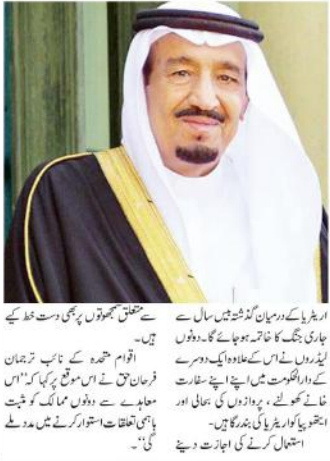 اریٹریا کے درمیان گذشتہ بیس سال سے
جاری جنگ کا خاتمہ ہوجائے گا۔ دونوں
لیڈروں نے اس کے علاوہ ایک دوسرے
کے دارالحکومت میں اپنے اپنے سفارت
خانے کھولنے ، پروازوں کی بحالی اور
ایتھوپیا کو اریٹریا کی بندرگاہیں۔
استعمال کرنے کی اجازت دینے
سے متعلق سمجھوتوں پر بھی دست خط کیے
ہیں۔
اقوام متحدہ کے نائب ترجمان
فرحان حق نے اس موقع پر کہا کہ ’’اس
معاہدے سے دونوں ممالک کو مثبت
باہمی تعلقات استوار کرنے میں مدد ملے
گی‘‘۔